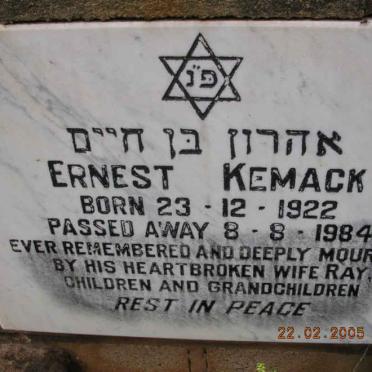 פ״נ
אהרון בן חיים
ERNEST KEMACK
BORN 23 - 12 - 1922
PASSED AWAY 8 - 8 - 1984
EVER REMEMBERED AND DEEPLY MOUR
BY HIS HEARTBROKEN WIFE RAY,
CHILDREN AND GRANDCHILDREN
REST IN PEACE
22.02.2005